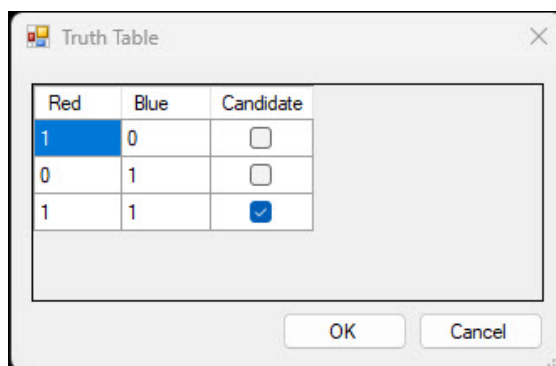 Truth Table
Red Blue Candidate
1 0
0 1
1 1
OK Cancel